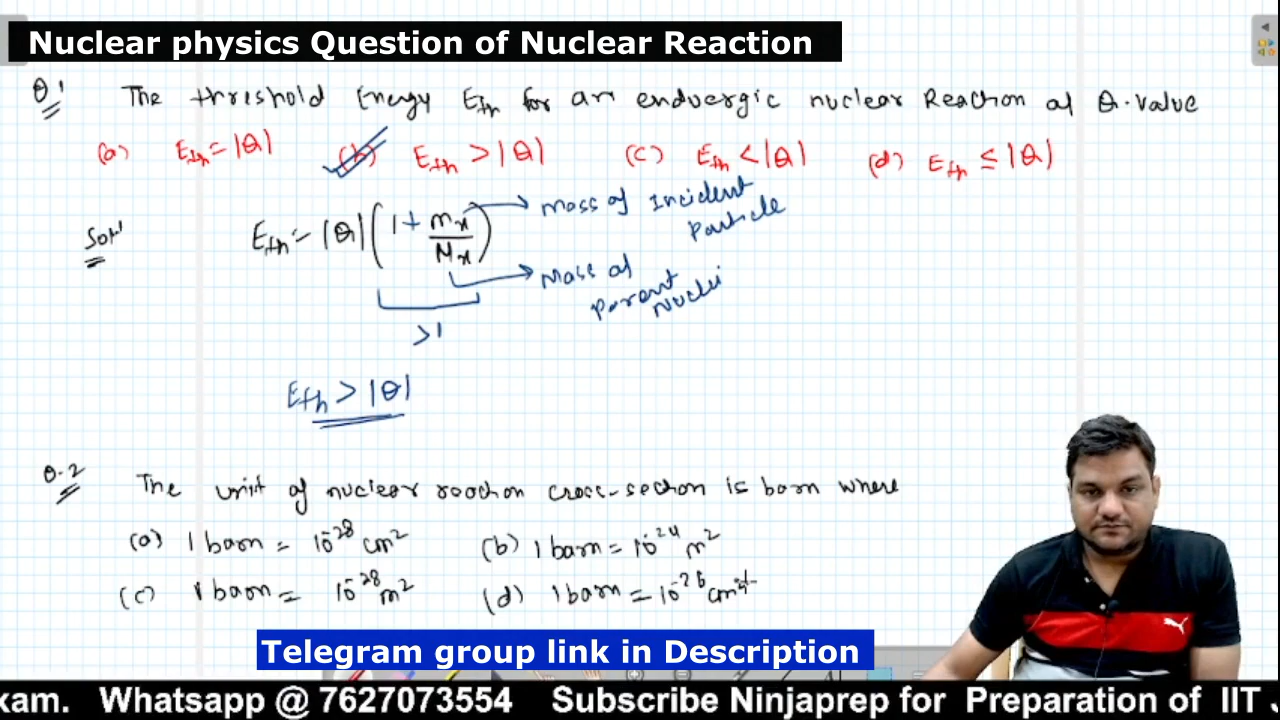 Nuclear physics Question of Nuclear Reaction
Q.1 The threshold Energy Eth for an endoergic nuclear Reaction of Q.value
(a) Eth = |Q| (b) Eth > |Q| (c) Eth < |Q| (d) Eth ≤ |Q|
Sol^n Eth = |Q| (1 + mx/Mx) → mass of Incident Particle
→ Mass of Parent Nuclei
>1
Eth > |Q|
Q.2 The unit of nuclear reaction cross-section is barn where
(a) 1 barn = 10^-28 cm^2 (b) 1 barn = 10^-24 m^2
(c) 1 barn = 10^-28 m^2 (d) 1 barn = 10^-26 cm
Telegram group link in Description
xam. Whatsapp @ 7627073554 Subscribe Ninjaprep for Preparation of IIT J